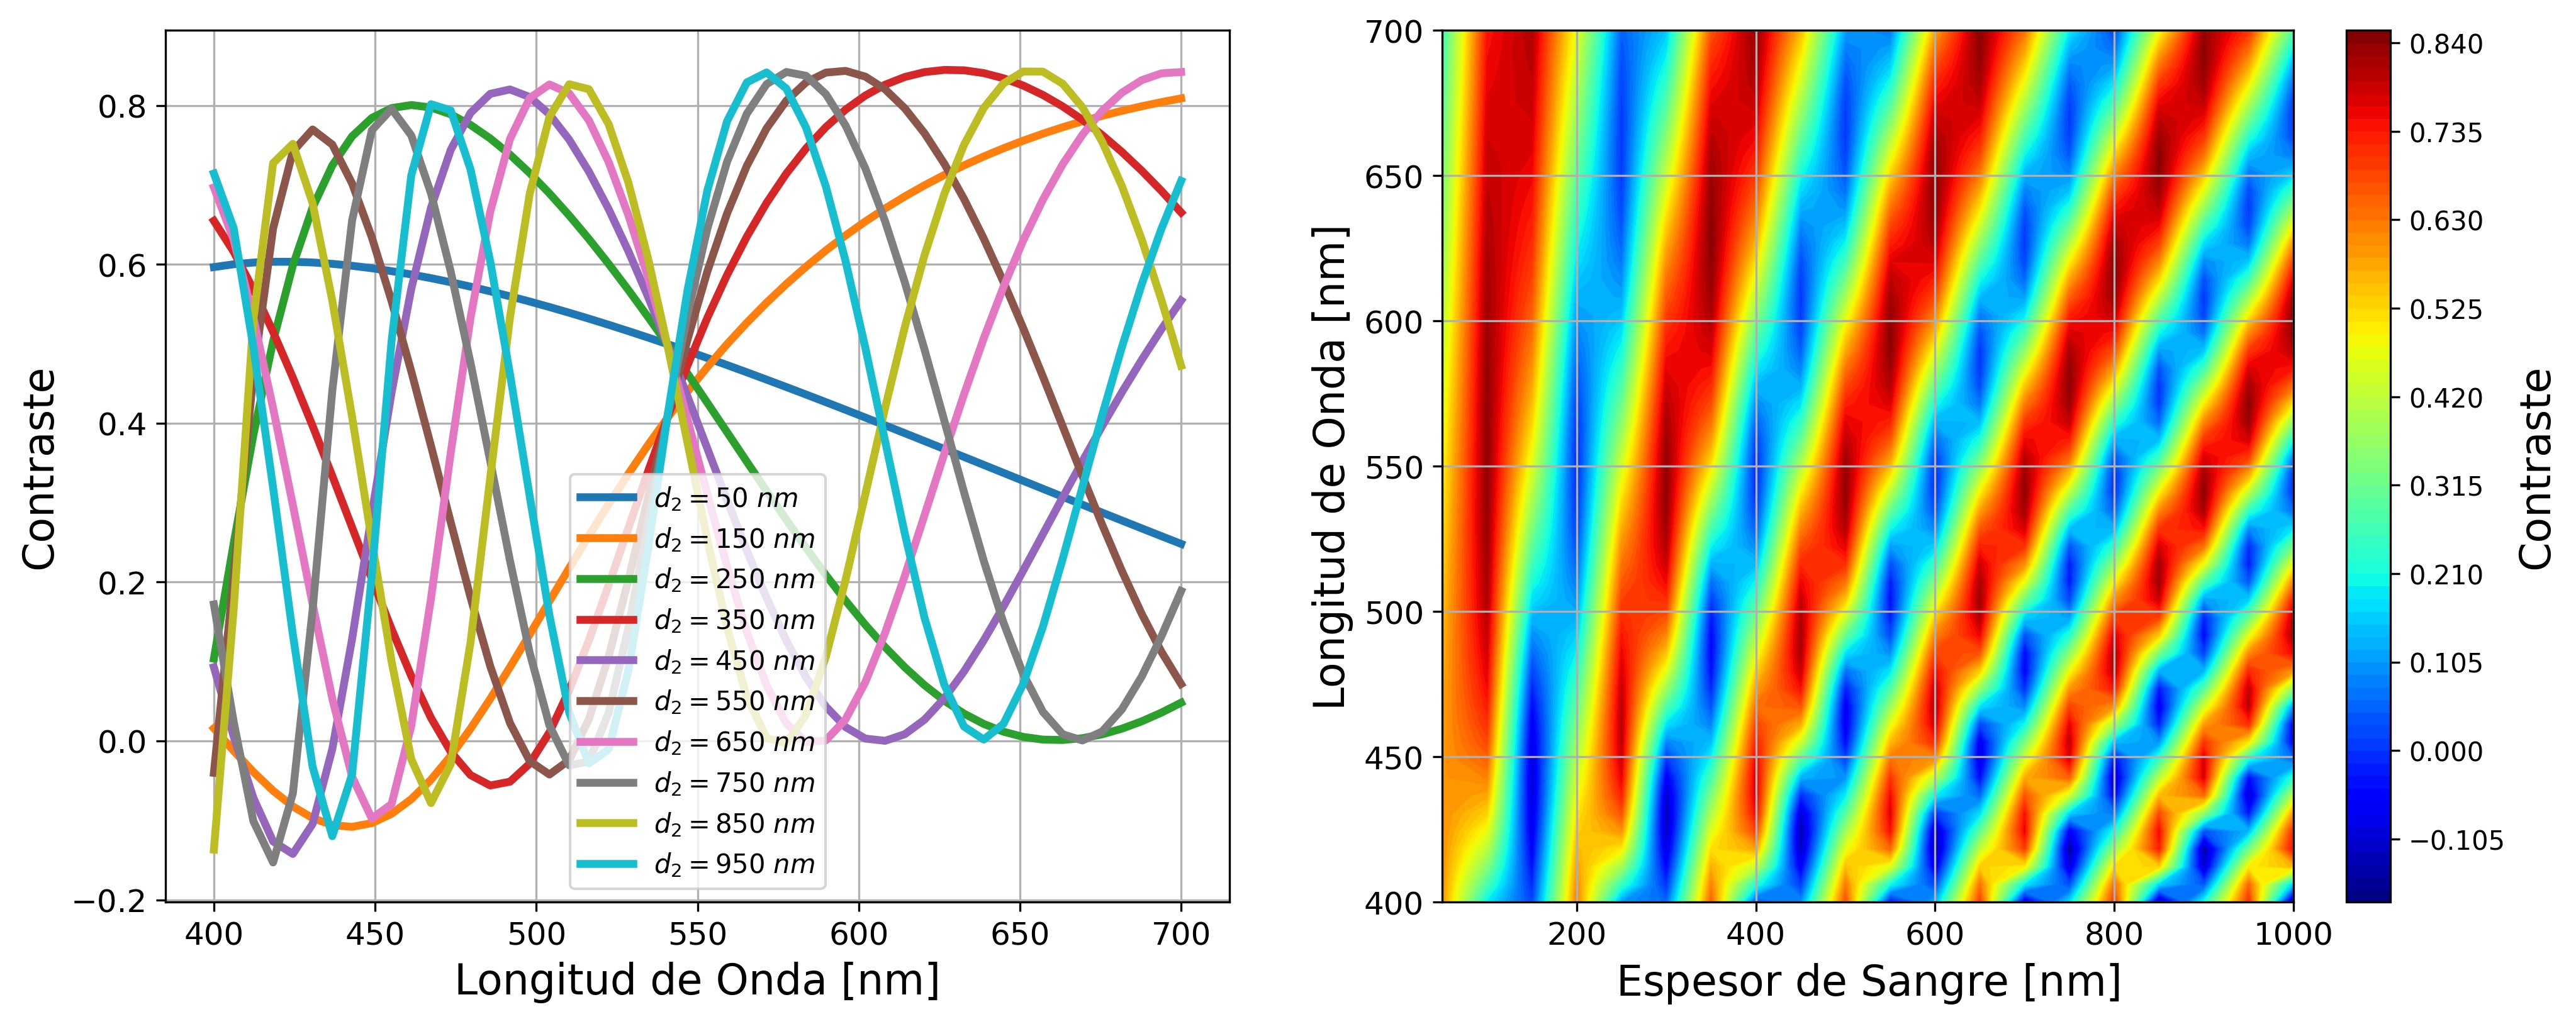 0.8
0.6
0.4
0.2
0.0
−0.2
Contraste
400 450 500 550 600 650 700
Longitud de Onda [nm]
d₂ = 50 nm
d₂ = 150 nm
d₂ = 250 nm
d₂ = 350 nm
d₂ = 450 nm
d₂ = 550 nm
d₂ = 650 nm
d₂ = 750 nm
d₂ = 850 nm
d₂ = 950 nm
700
650
600
550
500
450
400
Longitud de Onda [nm]
200 400 600 800 1000
Espesor de Sangre [nm]
0.840
0.735
0.630
0.525
0.420
0.315
0.210
0.105
0.000
−0.105
Contraste